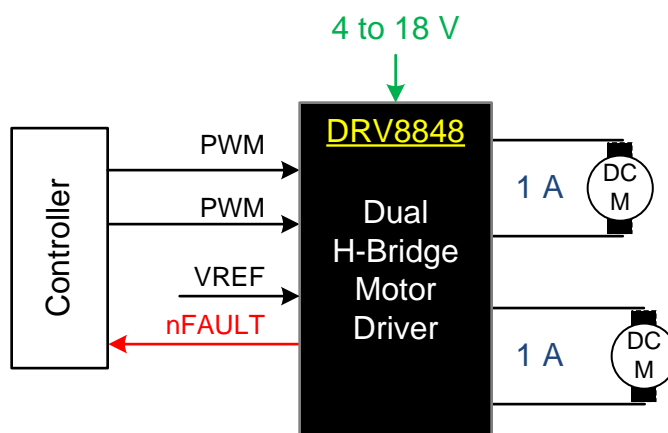 4 to 18 V
DRV8848
Dual
H-Bridge
Motor
Driver
Controller
PWM
PWM
VREF
nFAULT
1 A
DC
M
1 A
DC
M